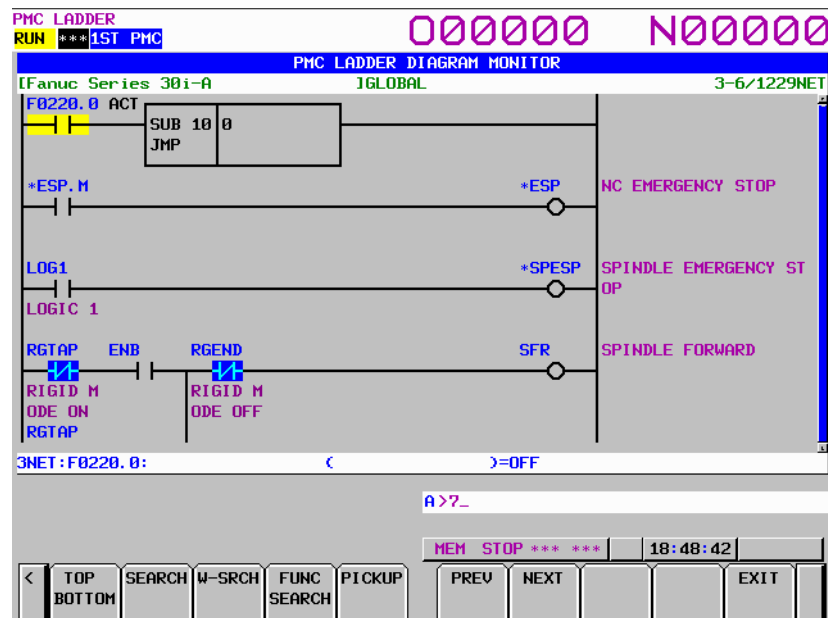 PMC LADDER
RUN ***1ST PMC
O00000 N00000
PMC LADDER DIAGRAM MONITOR
[Fanuc Series 30i-A ]GLOBAL 3-6/1229NET
F0220.0 ACT
SUB 10 0
JMP
*ESP.M *ESP NC EMERGENCY STOP
LOG1 *SPESP SPINDLE EMERGENCY ST
OP
LOGIC 1
RGTAP ENB RGEND SFR SPINDLE FORWARD
RIGID M RIGID M
ODE ON ODE OFF
RGTAP
3NET:F0220.0: ( )=OFF
A>7_
MEM STOP *** *** 18:48:42
< TOP SEARCH W-SRCH FUNC PICKUP PREV NEXT EXIT
BOTTOM SEARCH